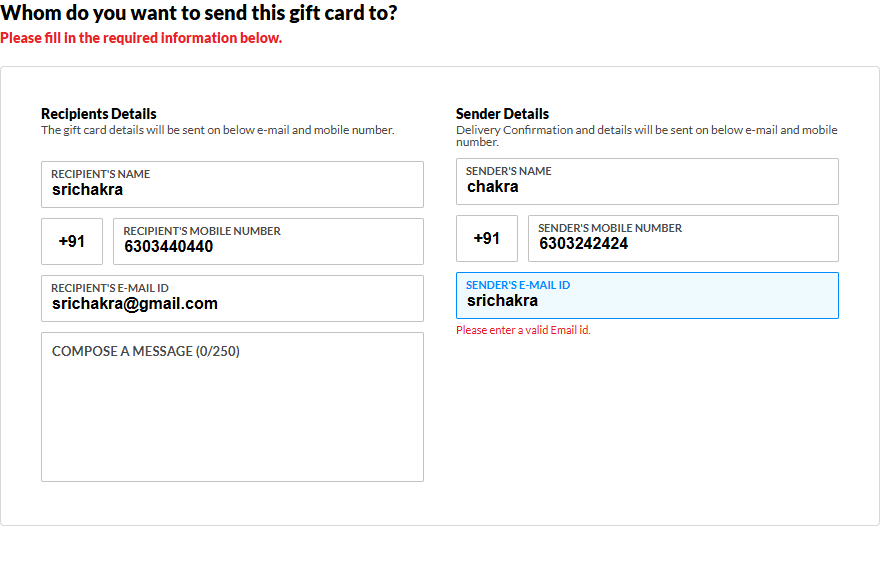 Whom do you want to send this gift card to?
Please fill in the required information below.
Recipients Details
The gift card details will be sent on below e-mail and mobile number.
RECIPIENT'S NAME
srichakra
+91
RECIPIENT'S MOBILE NUMBER
6303440440
RECIPIENT'S E-MAIL ID
srichakra@gmail.com
COMPOSE A MESSAGE (0/250)
Sender Details
Delivery Confirmation and details will be sent on below e-mail and mobile
number.
SENDER'S NAME
chakra
+91
SENDER'S MOBILE NUMBER
6303242424
SENDER'S E-MAIL ID
srichakra
Please enter a valid Email id.